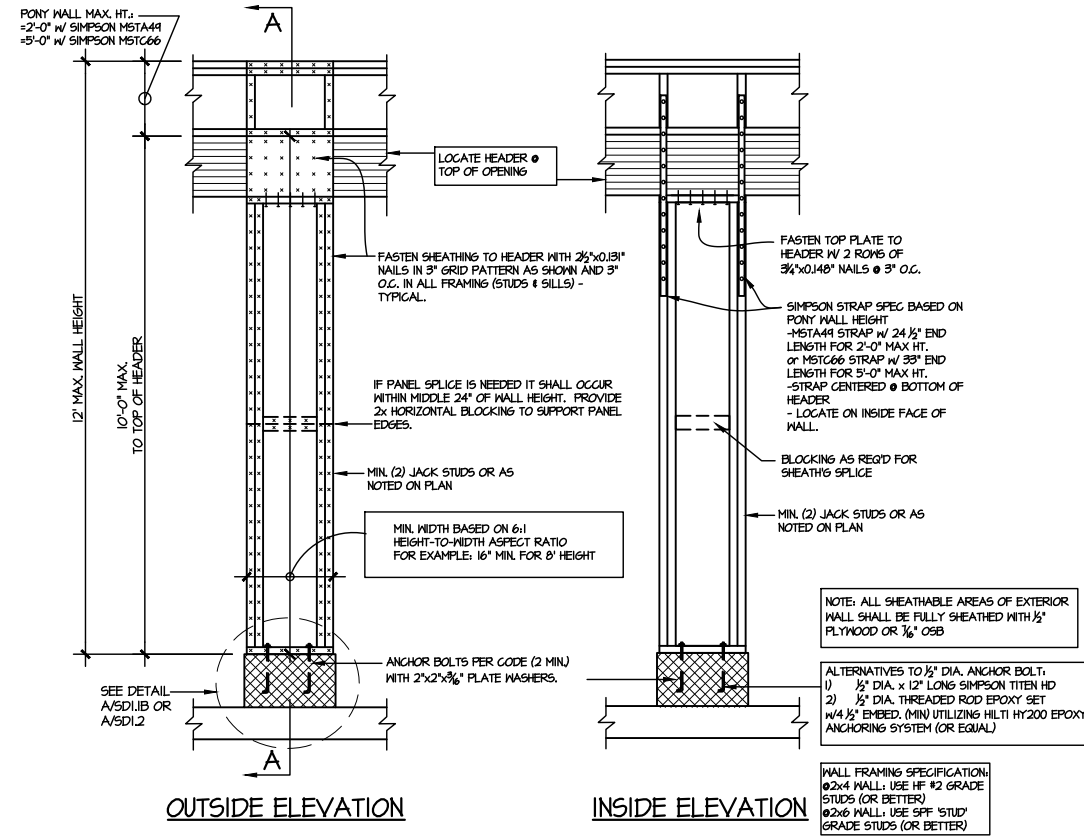 PONY WALL MAX. HT.:
=2'-0" W/ SIMPSON MSTA49
=5'-0" W/ SIMPSON MSTC66
A
LOCATE HEADER @
TOP OF OPENING
FASTEN SHEATHING TO HEADER WITH 2½"x0.131"
NAILS IN 3" GRID PATTERN AS SHOWN AND 3"
O.C. IN ALL FRAMING (STUDS & SILLS) -
TYPICAL.
12' MAX. WALL HEIGHT
10'-0" MAX.
TO TOP OF HEADER
IF PANEL SPLICE IS NEEDED IT SHALL OCCUR
WITHIN MIDDLE 24" OF WALL HEIGHT. PROVIDE
2x HORIZONTAL BLOCKING TO SUPPORT PANEL
EDGES.
MIN. (2) JACK STUDS OR AS
NOTED ON PLAN
MIN. WIDTH BASED ON 6:1
HEIGHT-TO-WIDTH ASPECT RATIO
FOR EXAMPLE: 16" MIN. FOR 8' HEIGHT
ANCHOR BOLTS PER CODE (2 MIN.)
WITH 2"x2"x3/16" PLATE WASHERS.
SEE DETAIL
A/SD1.1B OR
A/SD1.2
A
OUTSIDE ELEVATION
FASTEN TOP PLATE TO
HEADER W/ 2 ROWS OF
3¼"x0.148" NAILS @ 3" O.C.
SIMPSON STRAP SPEC BASED ON
PONY WALL HEIGHT
-MSTA49 STRAP W/ 24 ½" END
LENGTH FOR 2'-0" MAX HT.
or MSTC66 STRAP W/ 33" END
LENGTH FOR 5'-0" MAX HT.
-STRAP CENTERED @ BOTTOM OF
HEADER
- LOCATE ON INSIDE FACE OF
WALL.
BLOCKING AS REQ'D FOR
SHEATH'G SPLICE
MIN. (2) JACK STUDS OR AS
NOTED ON PLAN
INSIDE ELEVATION
NOTE: ALL SHEATHABLE AREAS OF EXTERIOR
WALL SHALL BE FULLY SHEATHED WITH ½"
PLYWOOD OR 7/16" OSB
ALTERNATIVES TO ½" DIA. ANCHOR BOLT:
1) ½" DIA. x 12" LONG SIMPSON TITEN HD
2) ½" DIA. THREADED ROD EPOXY SET
W/4 ½" EMBED. (MIN) UTILIZING HILTI HY200 EPOXY
ANCHORING SYSTEM (OR EQUAL)
WALL FRAMING SPECIFICATION:
@2x4 WALL: USE HF #2 GRADE
STUDS (OR BETTER)
@2x6 WALL: USE SPF 'STUD'
GRADE STUDS (OR BETTER)